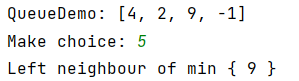 QueueDemo: [4, 2, 9, -1]
Make choice: 5
Left neighbour of min { 9 }